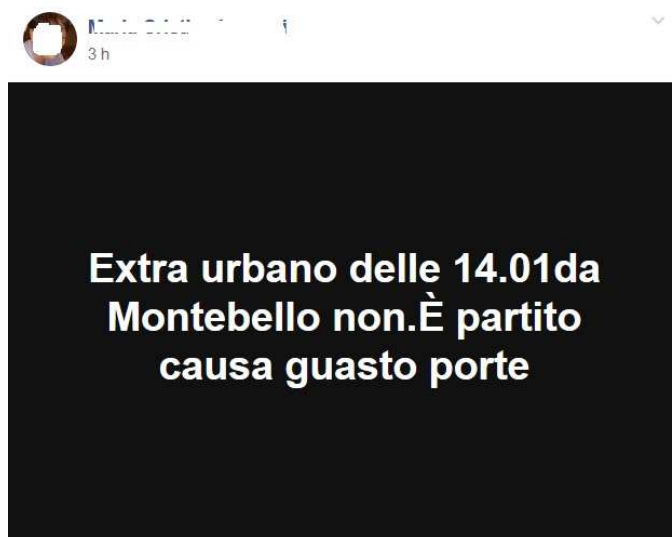 3 h
Extra urbano delle 14.01da
Montebello non.È partito
causa guasto porte